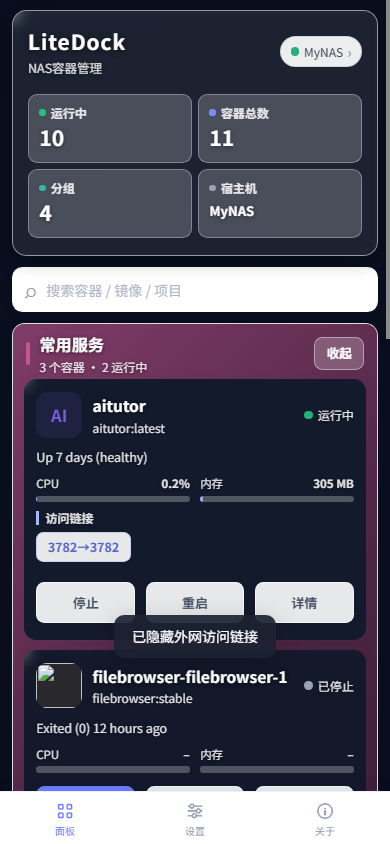 LiteDock
NAS容器管理
MyNAS ›
运行中
10
容器总数
11
分组
4
宿主机
MyNAS
搜索容器 / 镜像 / 项目
常用服务
3 个容器 • 2 运行中
收起
AI
aitutor
aitutor:latest
运行中
Up 7 days (healthy)
CPU 0.2% 内存 305 MB
访问链接
3782→3782
停止 重启 详情
已隐藏外网访问链接
filebrowser-filebrowser-1
filebrowser:stable
已停止
Exited (0) 12 hours ago
CPU – 内存 –
面板 设置 关于